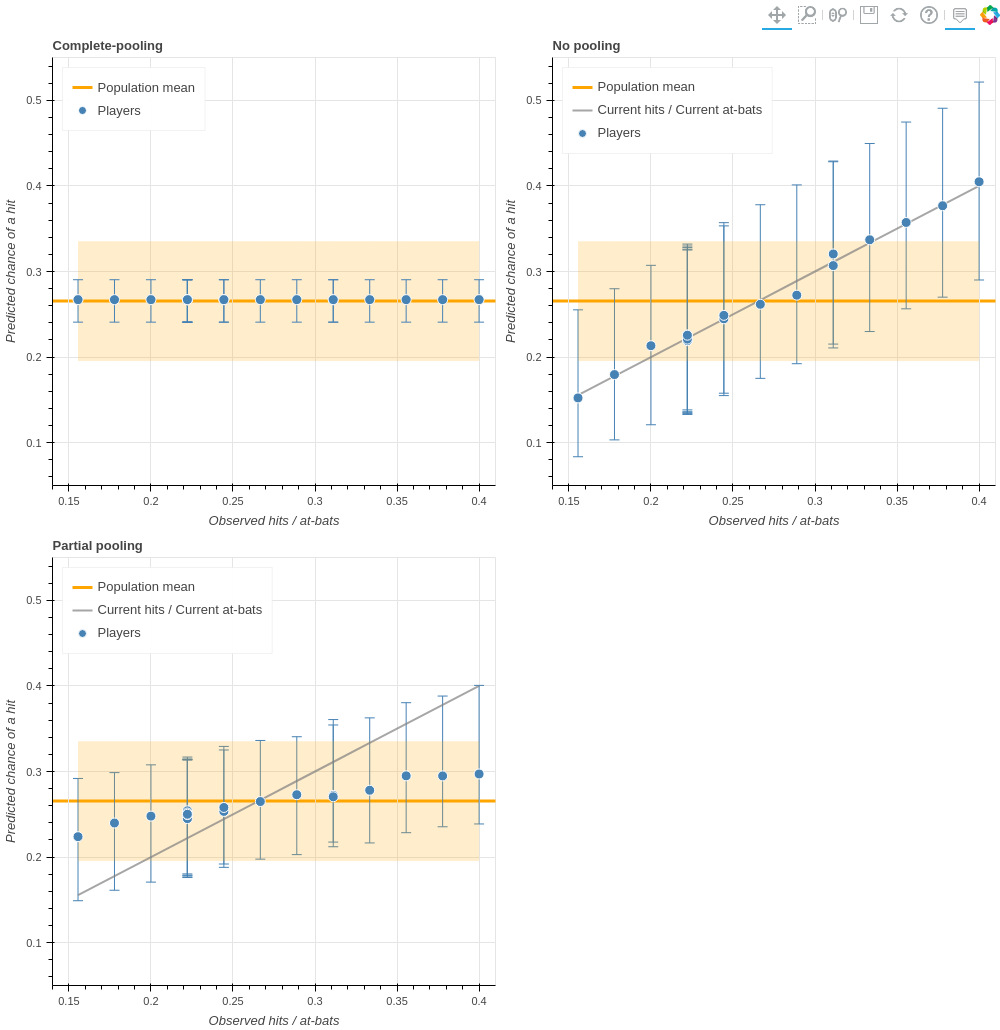 Complete-pooling
Population mean
Players
0.5
0.4
0.3
0.2
0.1
Predicted chance of a hit
0.15 0.2 0.25 0.3 0.35 0.4
Observed hits / at-bats
No pooling
Population mean
Current hits / Current at-bats
Players
0.5
0.4
0.3
0.2
0.1
Predicted chance of a hit
0.15 0.2 0.25 0.3 0.35 0.4
Observed hits / at-bats
Partial pooling
Population mean
Current hits / Current at-bats
Players
0.5
0.4
0.3
0.2
0.1
Predicted chance of a hit
0.15 0.2 0.25 0.3 0.35 0.4
Observed hits / at-bats